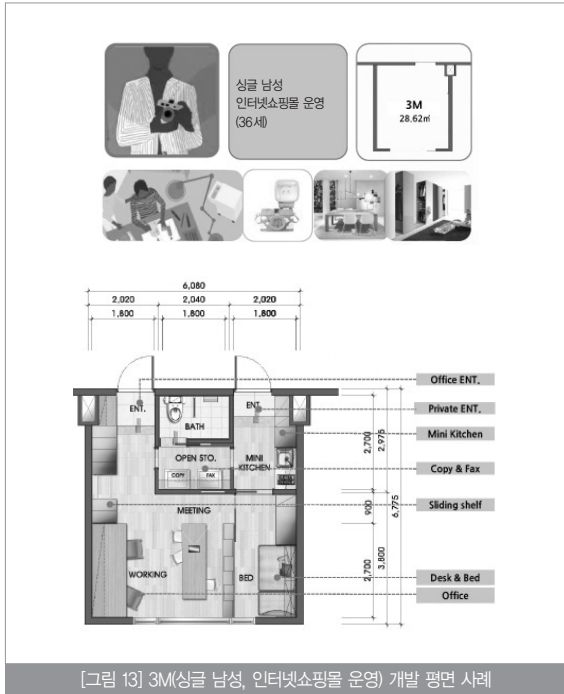 싱글 남성
인터넷쇼핑몰 운영
(36세)
3M
28.62㎡
6,080
2,020 2,040 2,020
1,800 1,800 1,800
Office ENT.
ENT. ENT.
Private ENT.
BATH
Mini Kitchen
2,700
2,975
OPEN STO.
MINI
KITCHEN
COPY FAX
Copy & Fax
6,775
Sliding shelf
900
MEETING
3,800
2,700
WORKING
BED
Desk & Bed
Office
[그림 13] 3M(싱글 남성, 인터넷쇼핑몰 운영) 개발 평면 사례